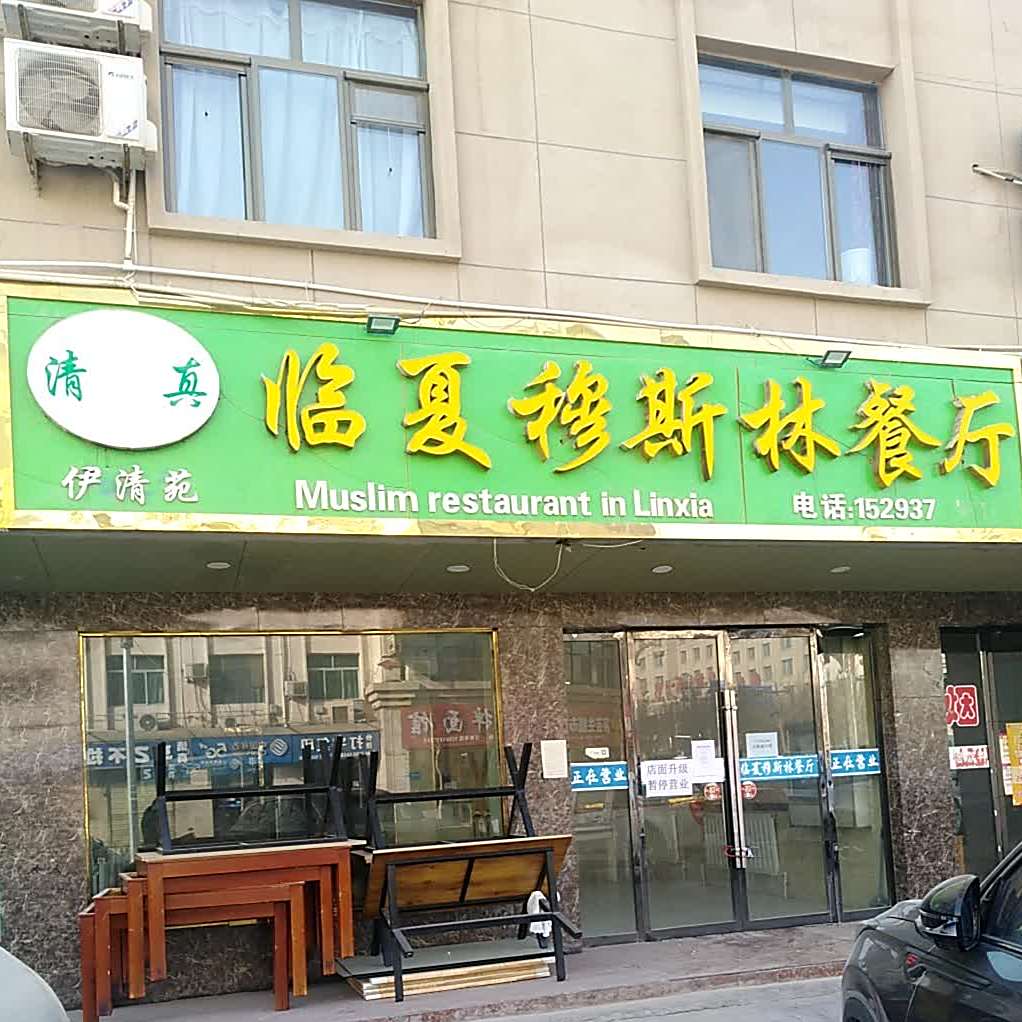 清 真
临夏穆斯林餐厅
伊清苑
Muslim restaurant in Linxia
电话:152937
正在营业
店面升级
暂停营业
临夏穆斯林餐厅
正在营业